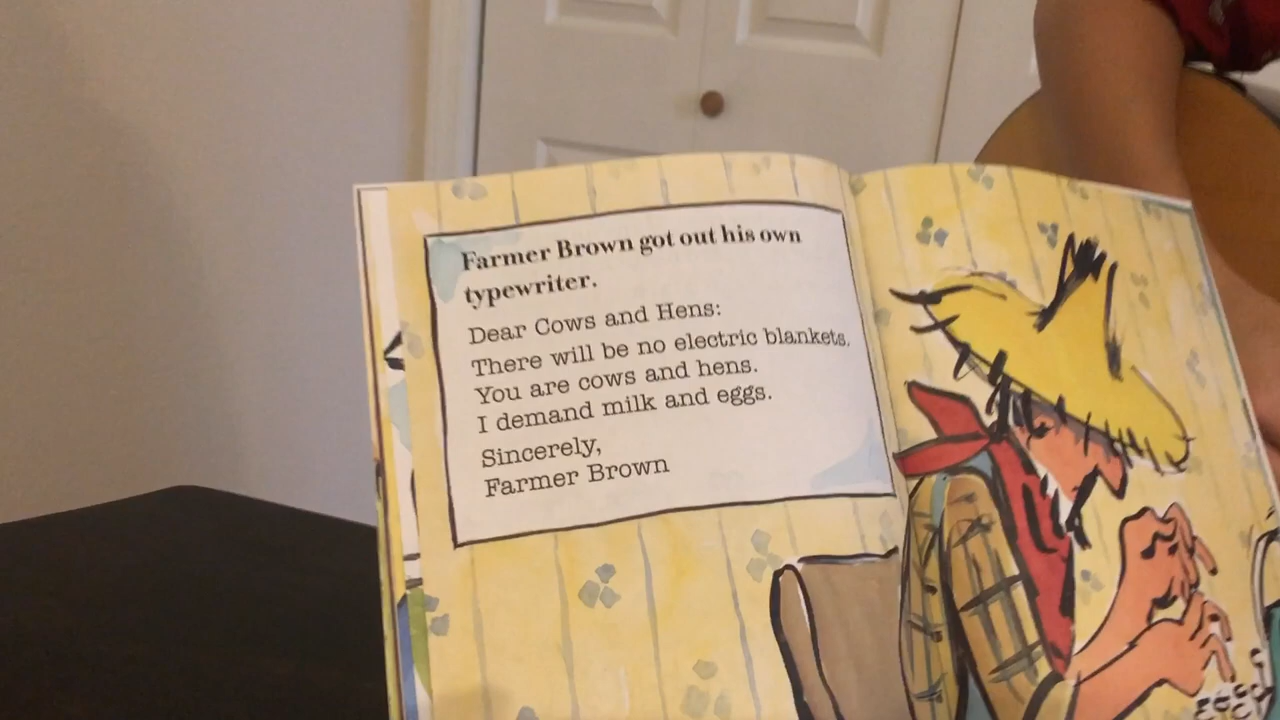 Farmer Brown got out his own
typewriter.
Dear Cows and Hens:
There will be no electric blankets.
You are cows and hens.
I demand milk and eggs.
Sincerely,
Farmer Brown